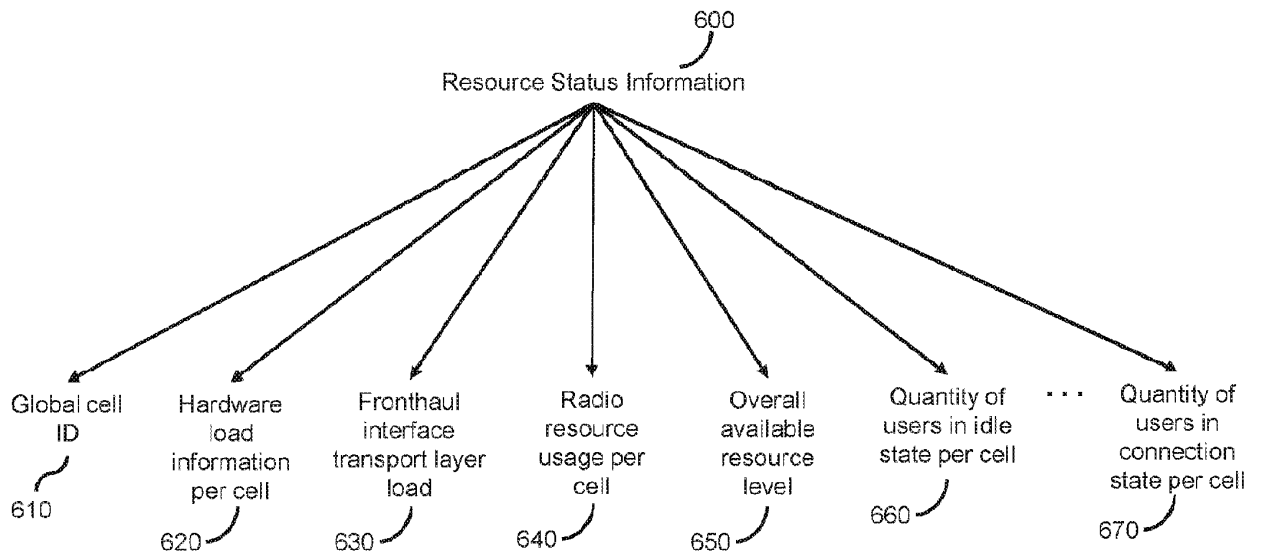 600
Resource Status Information
Global cell
ID
610
Hardware
load
information
per cell
620
Fronthaul
interface
transport layer
load
630
Radio
resource
usage per
cell
640
Overall
available
resource
level
650
Quantity of
users in idle
state per cell
660
. . .
Quantity of
users in
connection
state per cell
670